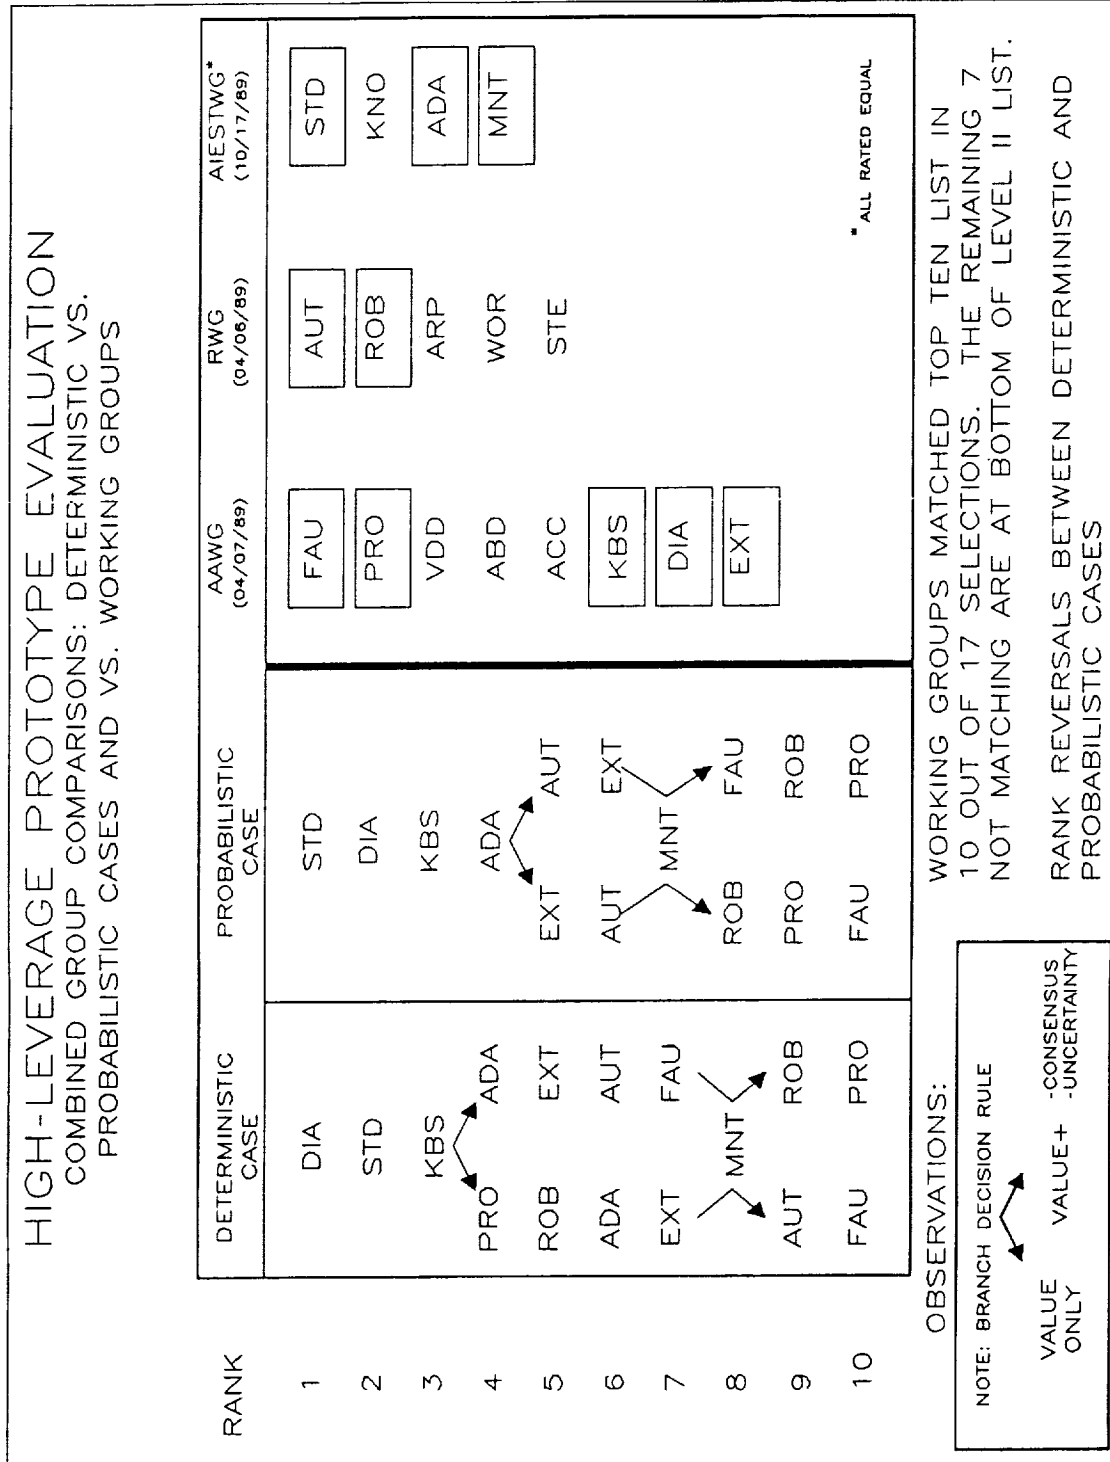 HIGH-LEVERAGE PROTOTYPE EVALUATION
COMBINED GROUP COMPARISONS: DETERMINISTIC VS.
PROBABILISTIC CASES AND VS. WORKING GROUPS
RANK
DETERMINISTIC
CASE
PROBABILISTIC
CASE
AAWG
(04/07/89)
RWG
(04/06/89)
AIESTWG*
(10/17/89)
1 DIA STD FAU AUT STD
2 STD DIA PRO ROB KNO
3 KBS KBS VDD ARP ADA
4 PRO ADA ADA ABD WOR MNT
5 ROB EXT EXT AUT ACC STE
6 ADA AUT AUT EXT KBS
7 EXT FAU MNT DIA
8 MNT ROB FAU EXT
9 AUT ROB PRO ROB
10 FAU PRO FAU PRO
* ALL RATED EQUAL
OBSERVATIONS:
WORKING GROUPS MATCHED TOP TEN LIST IN
10 OUT OF 17 SELECTIONS. THE REMAINING 7
NOT MATCHING ARE AT BOTTOM OF LEVEL II LIST.
RANK REVERSALS BETWEEN DETERMINISTIC AND
PROBABILISTIC CASES
NOTE: BRANCH DECISION RULE
VALUE
ONLY
VALUE+
-CONSENSUS
-UNCERTAINTY